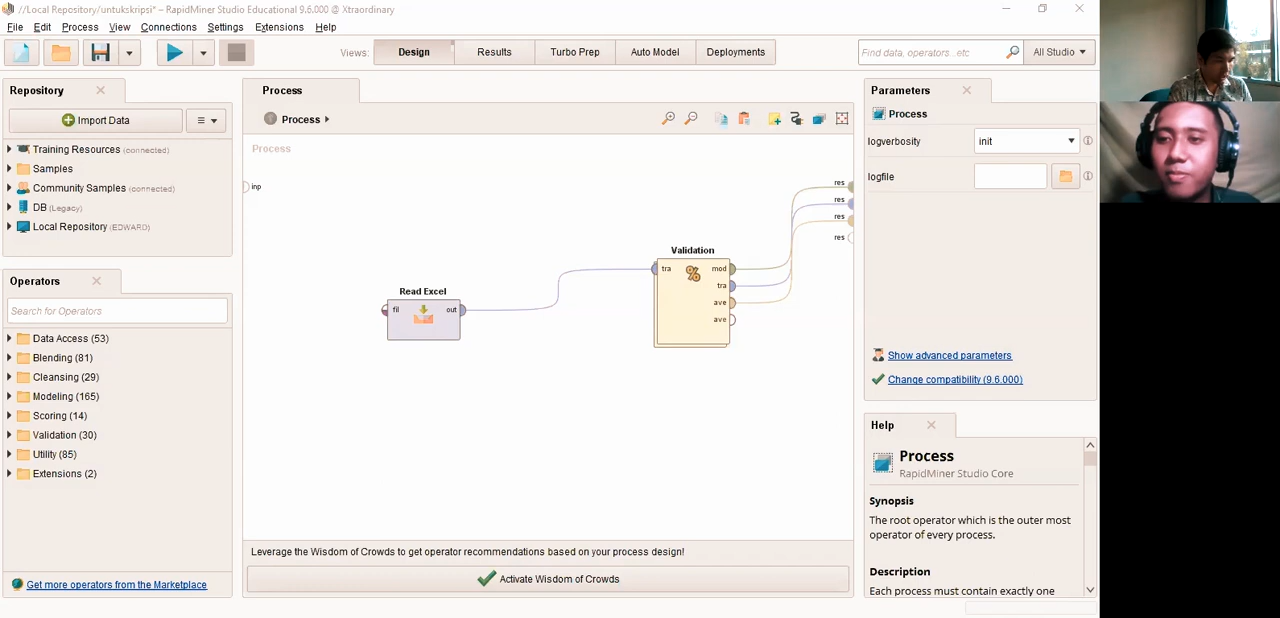 //Local Repository/untukskripsi* – RapidMiner Studio Educational 9.6.000 @ Xtraordinary
File Edit Process View Connections Settings Extensions Help
Views: Design Results Turbo Prep Auto Model Deployments Find data, operators...etc All Studio
Repository
Import Data
Training Resources (connected)
Samples
Community Samples (connected)
DB (Legacy)
Local Repository (EDWARD)
Operators
Search for Operators
Data Access (53)
Blending (81)
Cleansing (29)
Modeling (165)
Scoring (14)
Validation (30)
Utility (85)
Extensions (2)
Get more operators from the Marketplace
Process
Process
Process
inp
res
res
res
res
Read Excel
fil out
Validation
tra mod
tra
ave
ave
Leverage the Wisdom of Crowds to get operator recommendations based on your process design!
Activate Wisdom of Crowds
Parameters
Process
logverbosity init
logfile
Show advanced parameters
Change compatibility (9.6.000)
Help
Process
RapidMiner Studio Core
Synopsis
The root operator which is the outer most
operator of every process.
Description
Each process must contain exactly one